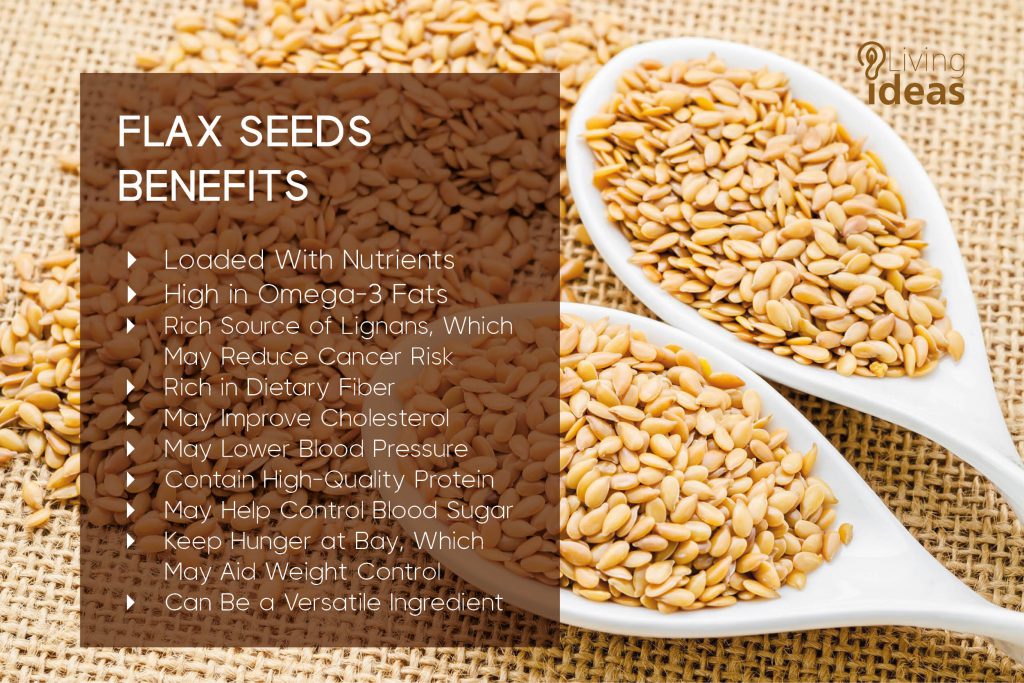 Living
ideas
FLAX SEEDS
BENEFITS
Loaded With Nutrients
High in Omega-3 Fats
Rich Source of Lignans, Which
May Reduce Cancer Risk
Rich in Dietary Fiber
May Improve Cholesterol
May Lower Blood Pressure
Contain High-Quality Protein
May Help Control Blood Sugar
Keep Hunger at Bay, Which
May Aid Weight Control
Can Be a Versatile Ingredient